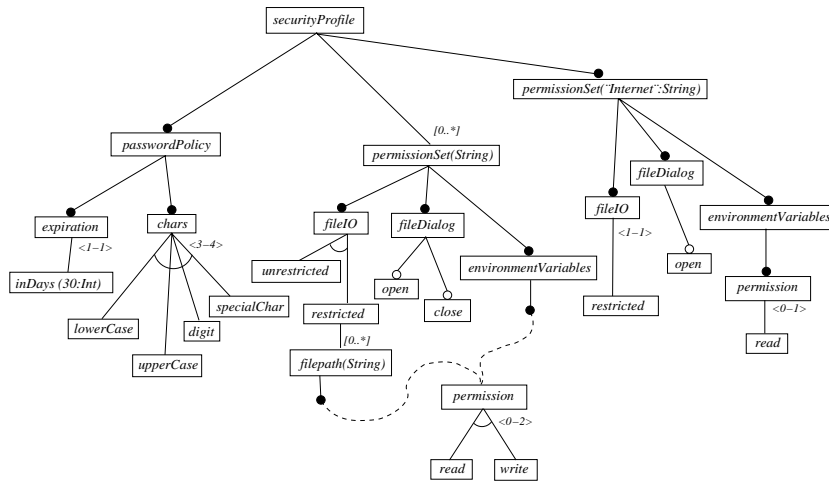 securityProfile
permissionSet("Internet":String)
[0..*]
passwordPolicy
permissionSet(String)
fileDialog
expiration
chars
fileIO
fileDialog
fileIO
environmentVariables
<1-1>
<3-4>
<1-1>
unrestricted
environmentVariables
open
inDays (30:Int)
open
permission
specialChar
restricted
close
restricted
<0-1>
lowerCase
digit
read
[0..*]
upperCase
filepath(String)
permission
<0-2>
read
write